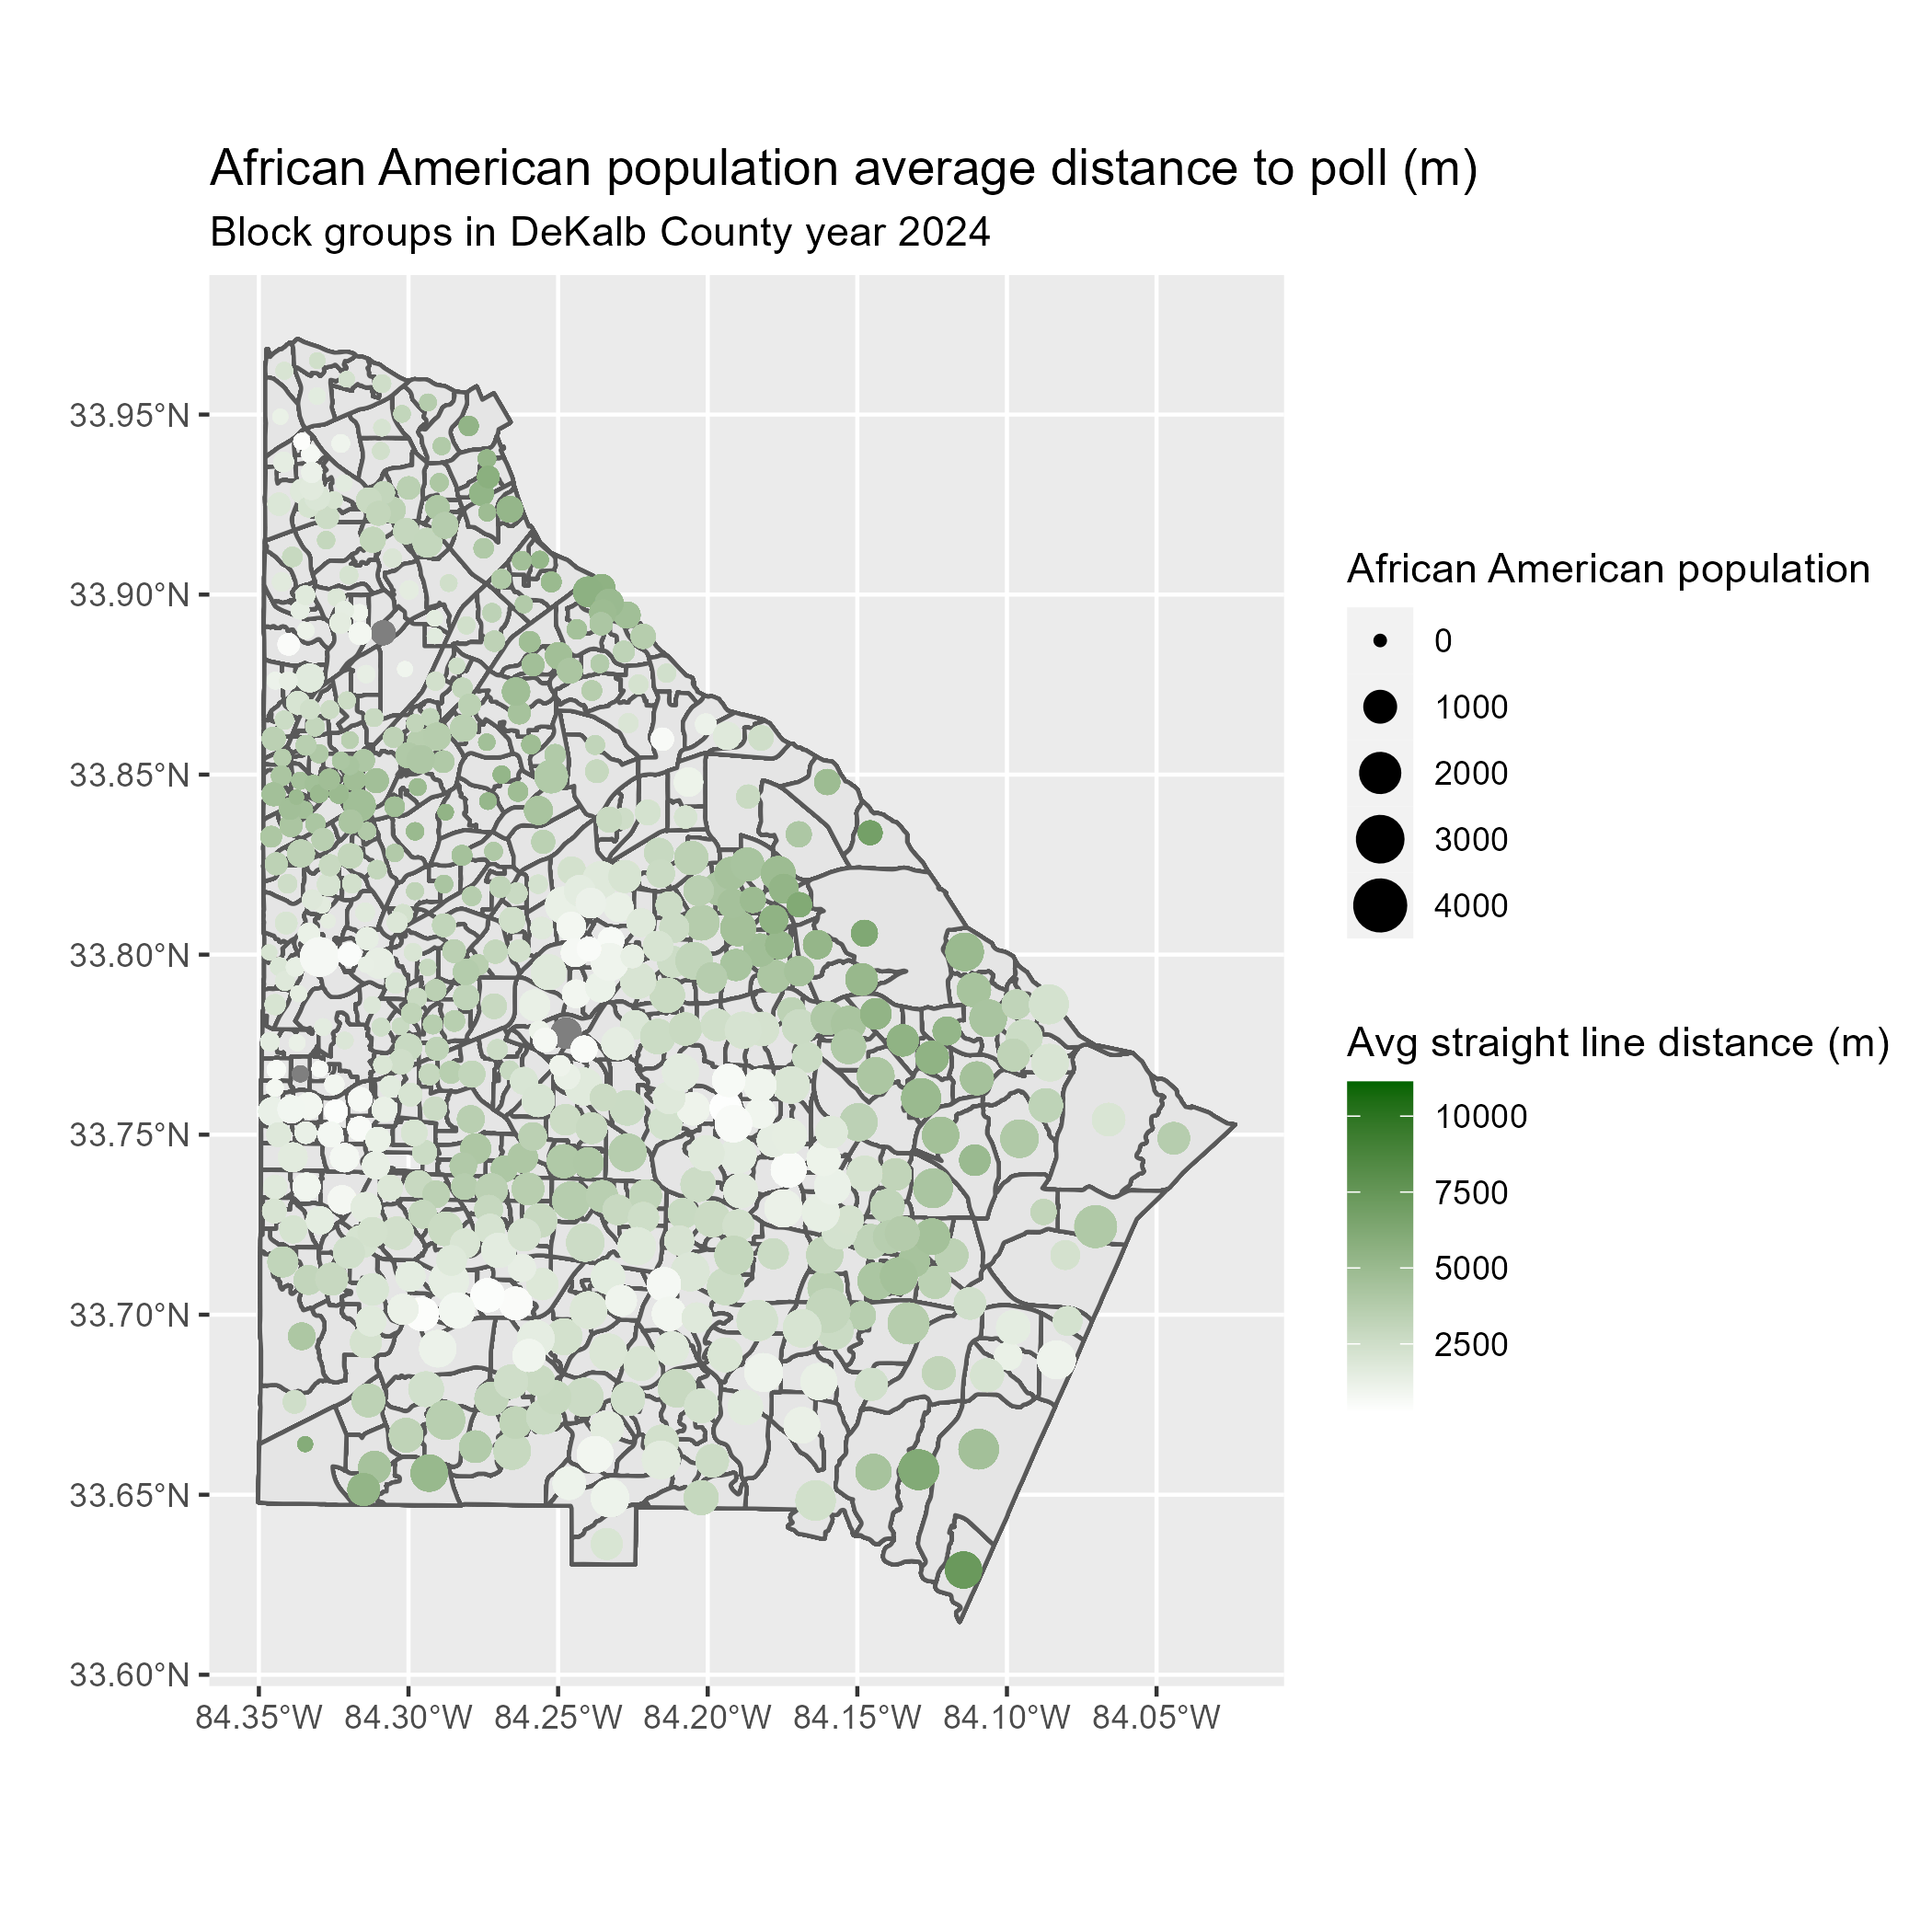 African American population average distance to poll (m)
Block groups in DeKalb County year 2024
33.95°N
33.90°N
33.85°N
33.80°N
33.75°N
33.70°N
33.65°N
33.60°N
84.35°W 84.30°W 84.25°W 84.20°W 84.15°W 84.10°W 84.05°W
African American population
0
1000
2000
3000
4000
Avg straight line distance (m)
10000
7500
5000
2500